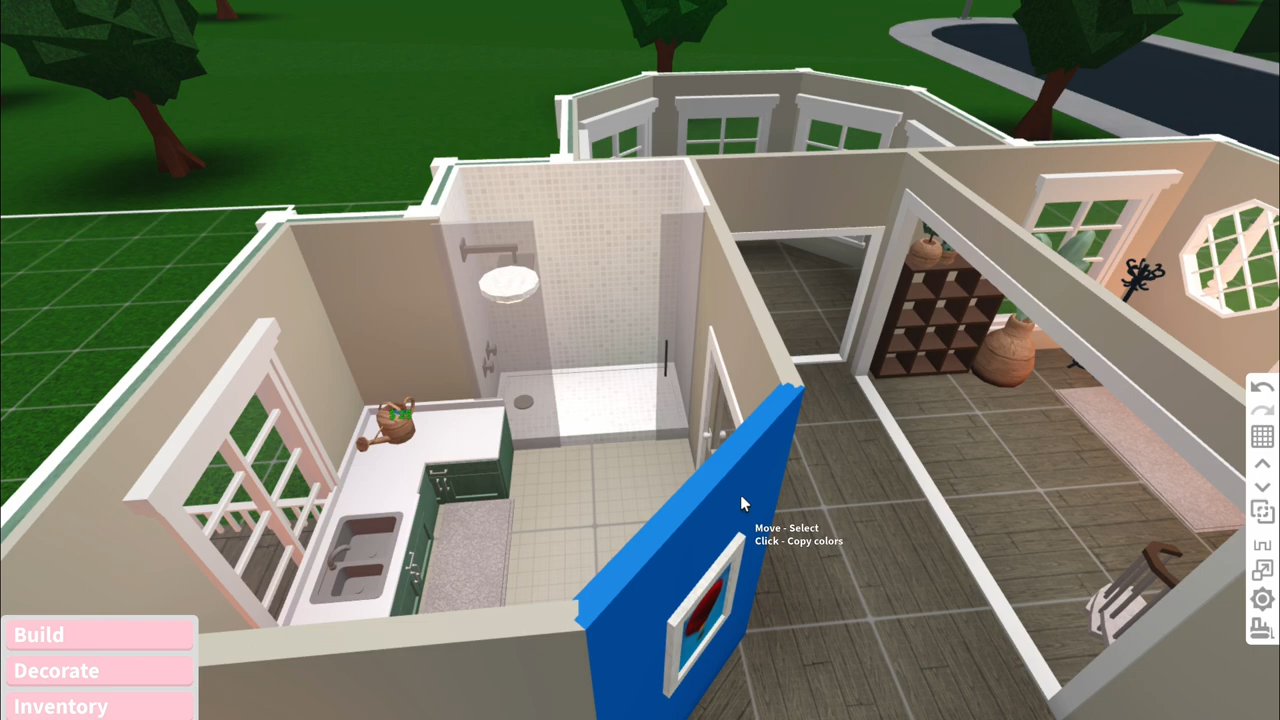 Move - Select
Click - Copy colors
Build
Decorate
Inventory